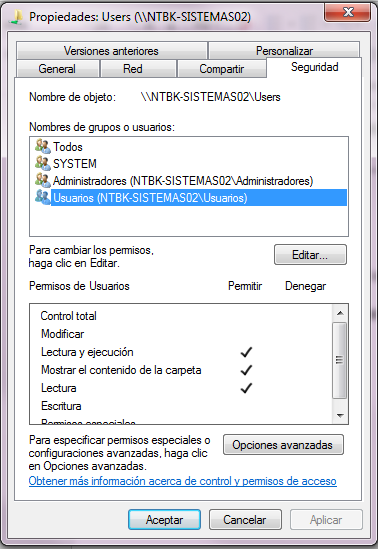 Propiedades: Users (\\NTBK-SISTEMAS02)
Versiones anteriores Personalizar
General Red Compartir Seguridad
Nombre de objeto: \\NTBK-SISTEMAS02\Users
Nombres de grupos o usuarios:
Todos
SYSTEM
Administradores (NTBK-SISTEMAS02\Administradores)
Usuarios (NTBK-SISTEMAS02\Usuarios)
Para cambiar los permisos,
haga clic en Editar.
Editar...
Permisos de Usuarios Permitir Denegar
Control total
Modificar
Lectura y ejecución
Mostrar el contenido de la carpeta
Lectura
Escritura
Permisos especiales
Para especificar permisos especiales o
configuraciones avanzadas, haga clic
en Opciones avanzadas.
Opciones avanzadas
Obtener más información acerca de control y permisos de acceso
Aceptar Cancelar Aplicar